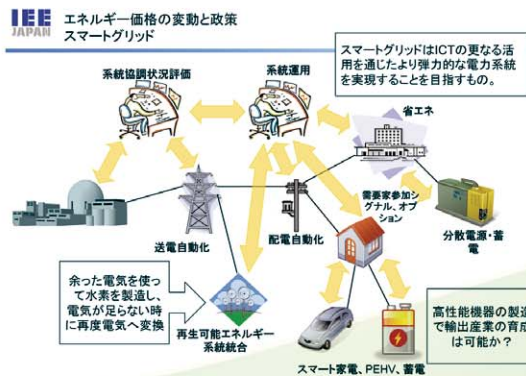 IEE
JAPAN
エネルギー価格の変動と政策
スマートグリッド
スマートグリッドはICTの更なる活
用を通じたより弾力的な電力系統
を実現することを目指すもの。
系統協調状況評価
系統運用
省エネ
需要家参加シ
グナル、オプ
ション
送電自動化
配電自動化
分散電源・蓄
電
余った電気を使っ
て水素を製造し、
電気が足らない時
に再度電気へ変換
再生可能エネルギー
系統統合
高性能機器の製造
で輸出産業の育成
は可能か？
スマート家電、PEHV、蓄電